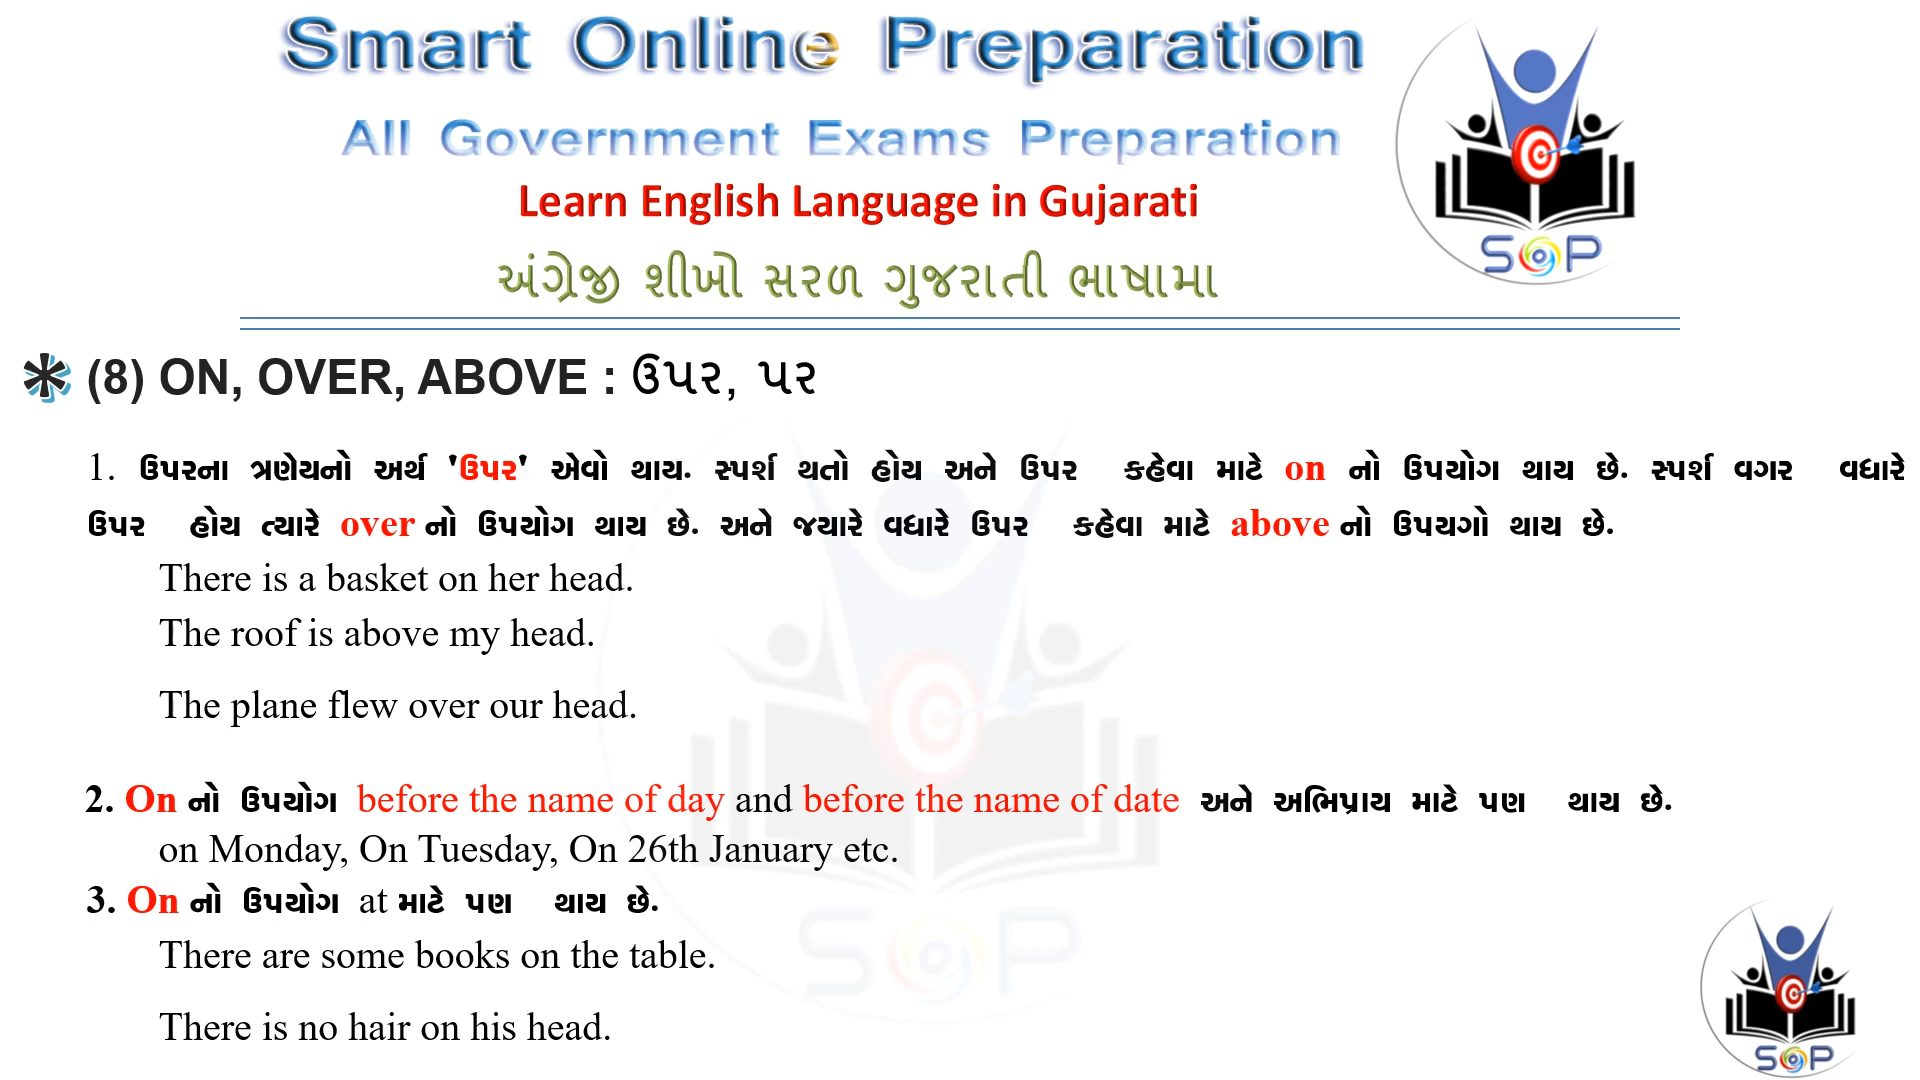 Smart Online Preparation
All Government Exams Preparation
Learn English Language in Gujarati
અંગ્રેજી શીખો સરળ ગુજરાતી ભાષામા
SOP
(8) ON, OVER, ABOVE : ઉપર, પર
1. ઉપરના ત્રણેયનો અર્થ 'ઉપર' એવો થાય. સ્પર્શ થતો હોય અને ઉપર કહેવા માટે on નો ઉપયોગ થાય છે. સ્પર્શ વગર વધારે
ઉપર હોય ત્યારે over નો ઉપયોગ થાય છે. અને જયારે વધારે ઉપર કહેવા માટે above નો ઉપયગો થાય છે.
There is a basket on her head.
The roof is above my head.
The plane flew over our head.
2. On નો ઉપયોગ before the name of day and before the name of date અને અભિપ્રાય માટે પણ થાય છે.
on Monday, On Tuesday, On 26th January etc.
3. On નો ઉપયોગ at માટે પણ થાય છે.
There are some books on the table.
There is no hair on his head.
SOP
SOP